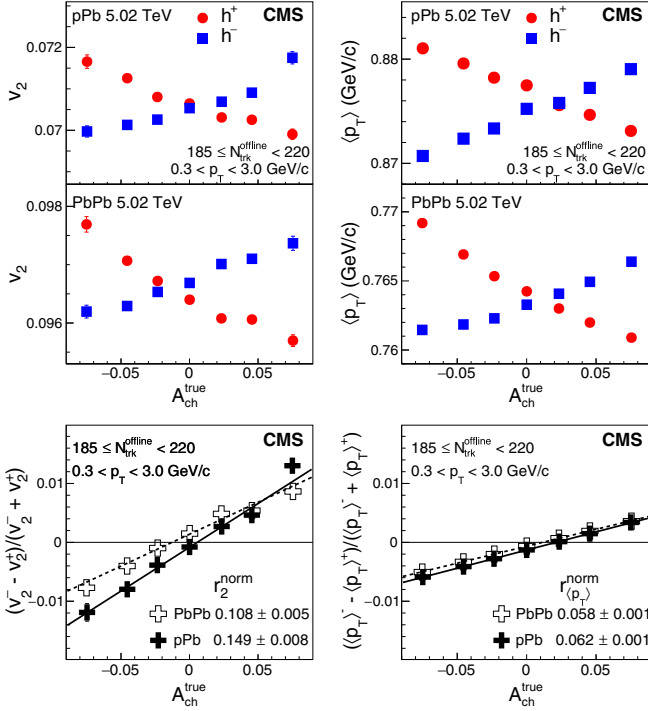 pPb 5.02 TeV
h⁺
h⁻
CMS
0.072
0.07
v₂
185 ≤ N_trk^offline < 220
0.3 < p_T < 3.0 GeV/c
PbPb 5.02 TeV
0.098
0.096
v₂
−0.05 0 0.05
A_ch^true
pPb 5.02 TeV
h⁺
h⁻
CMS
0.88
0.87
⟨p_T⟩ (GeV/c)
185 ≤ N_trk^offline < 220
0.3 < p_T < 3.0 GeV/c
PbPb 5.02 TeV
0.77
0.765
0.76
⟨p_T⟩ (GeV/c)
−0.05 0 0.05
A_ch^true
185 ≤ N_trk^offline < 220
CMS
0.3 < p_T < 3.0 GeV/c
0.01
0
−0.01
(v₂⁻ - v₂⁺)/(v₂⁻ + v₂⁺)
r₂^norm
PbPb 0.108 ± 0.005
pPb 0.149 ± 0.008
−0.05 0 0.05
A_ch^true
185 ≤ N_trk^offline < 220
CMS
0.3 < p_T < 3.0 GeV/c
0.01
0
−0.01
(⟨p_T⟩⁻ - ⟨p_T⟩⁺)/(⟨p_T⟩⁻ + ⟨p_T⟩⁺)
r_⟨p_T⟩^norm
PbPb 0.058 ± 0.001
pPb 0.062 ± 0.001
−0.05 0 0.05
A_ch^true